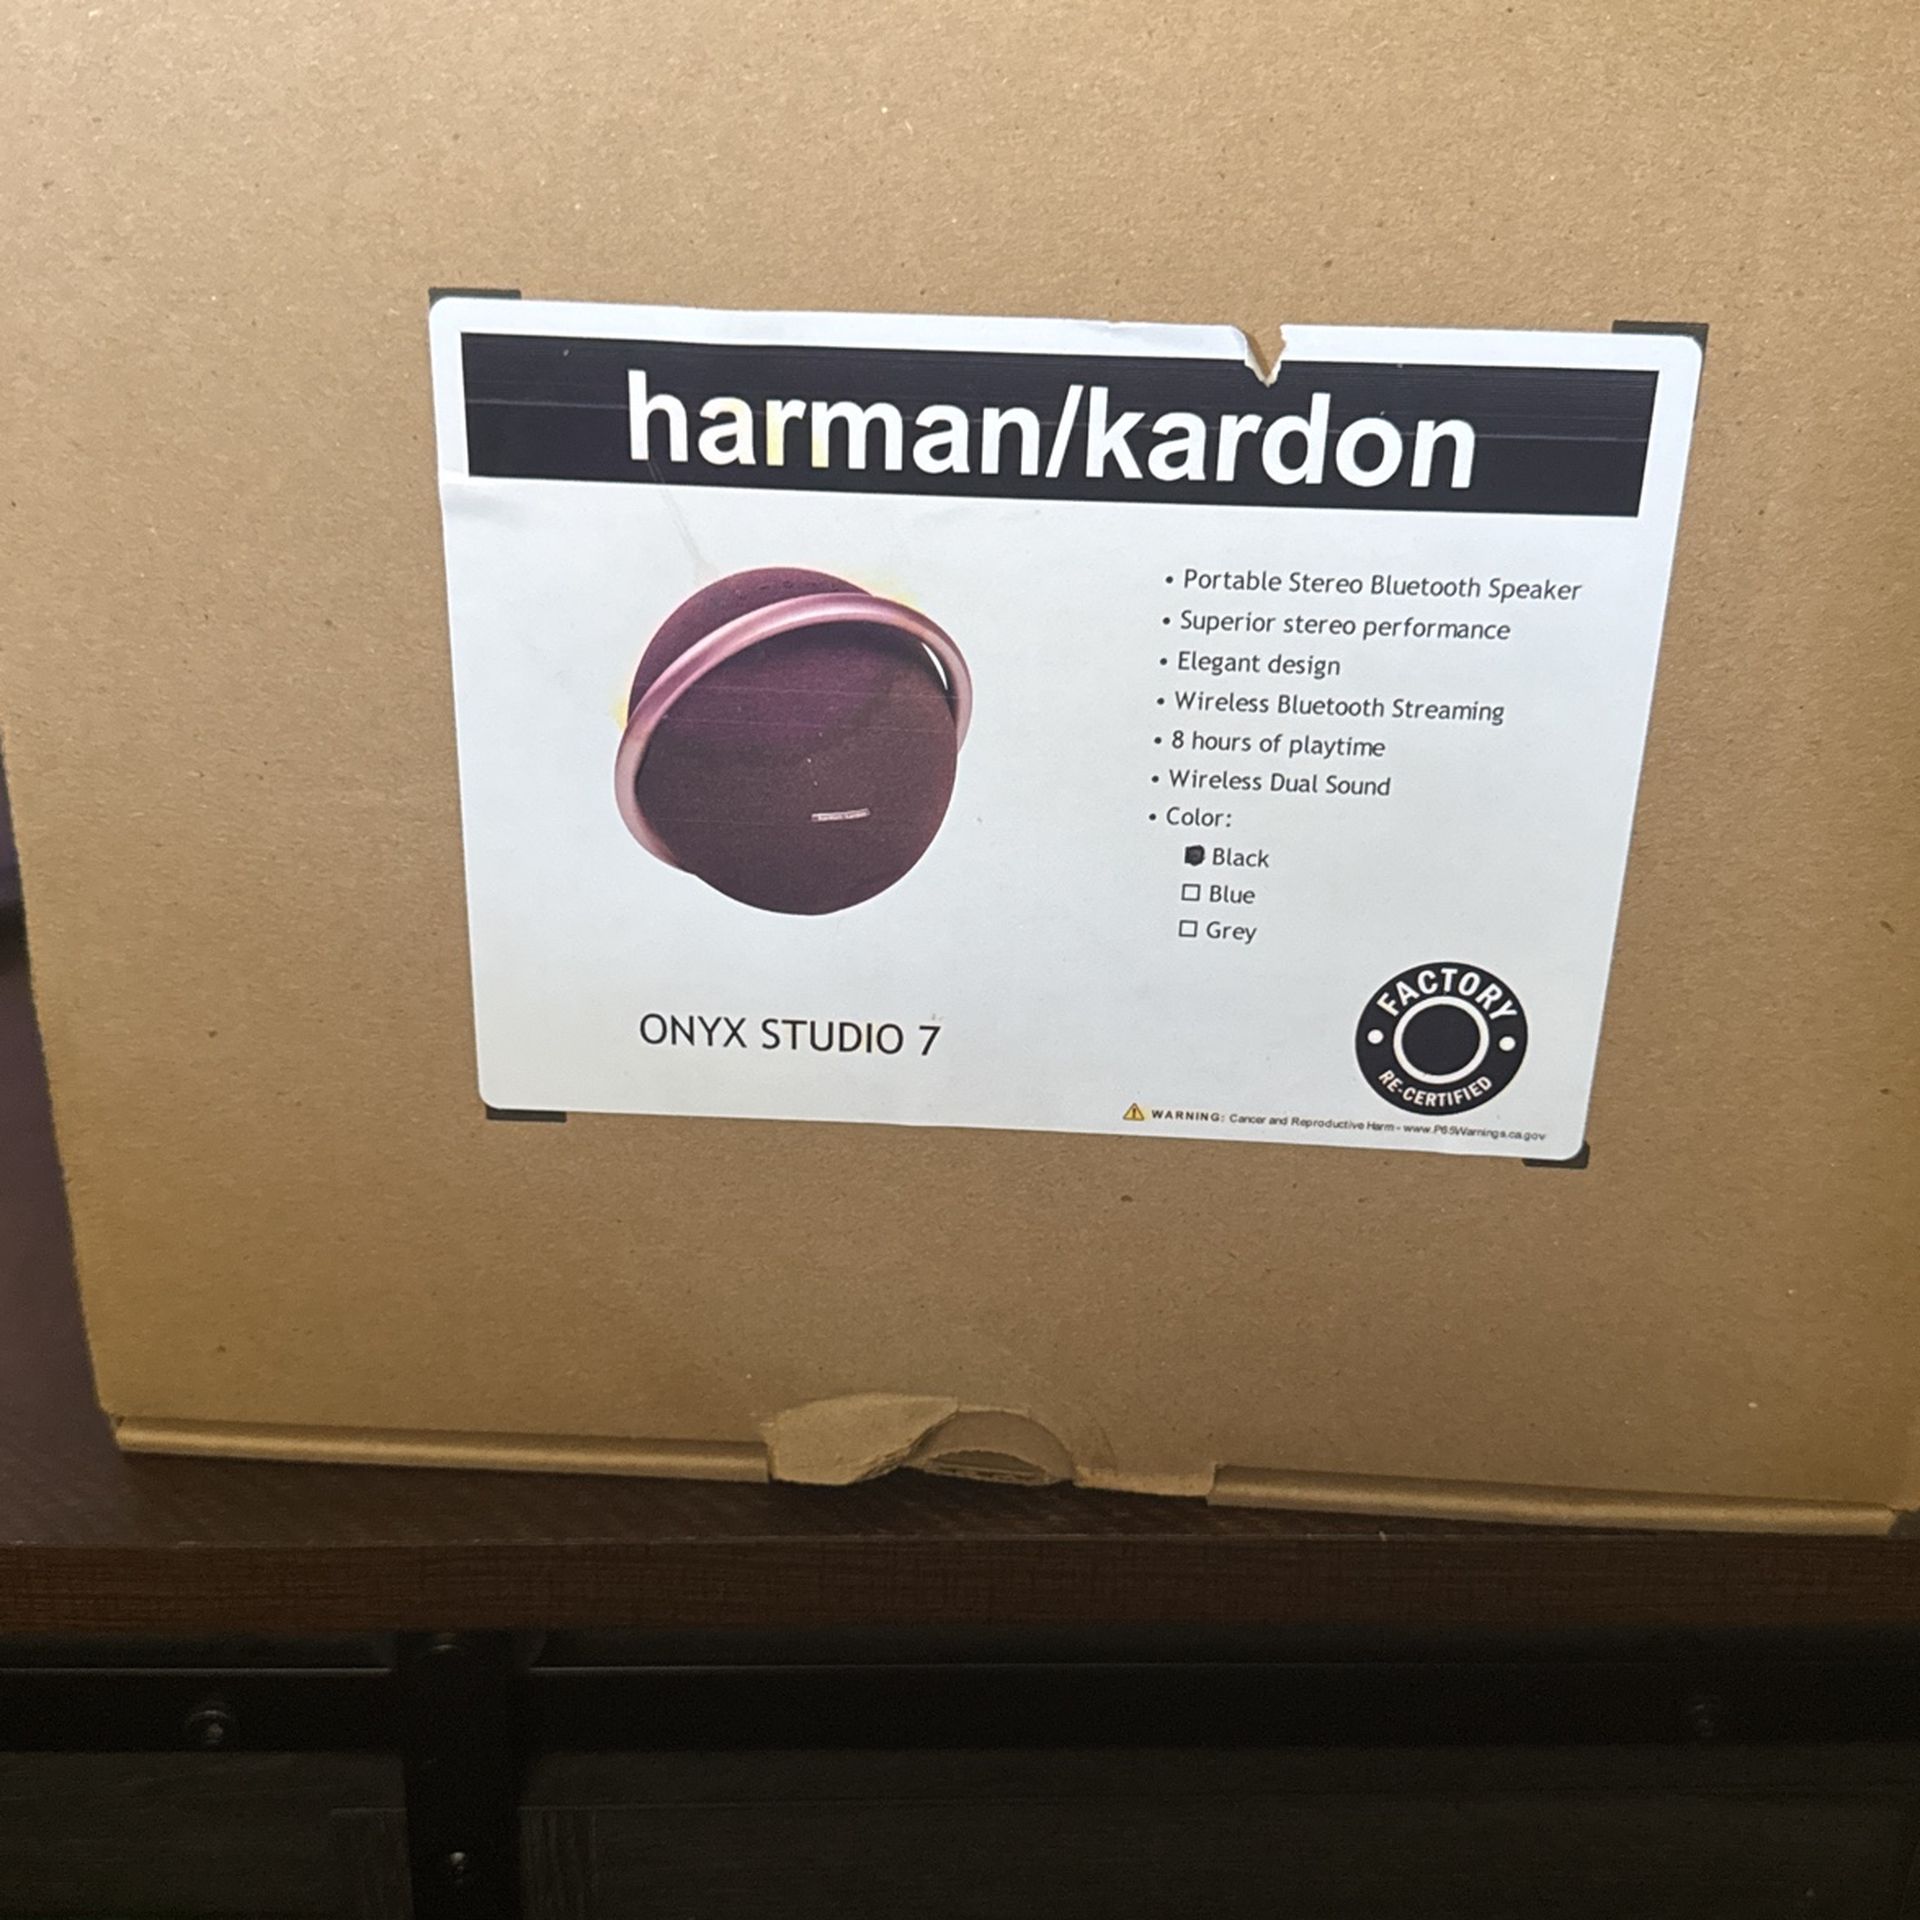 harman/kardon
• Portable Stereo Bluetooth Speaker
• Superior stereo performance
• Elegant design
• Wireless Bluetooth Streaming
• 8 hours of playtime
• Wireless Dual Sound
• Color:
Black
Blue
Grey
harman/kardon
ONYX STUDIO 7
FACTORY
RE-CERTIFIED
WARNING: Cancer and Reproductive Harm - www.P65Warnings.ca.gov